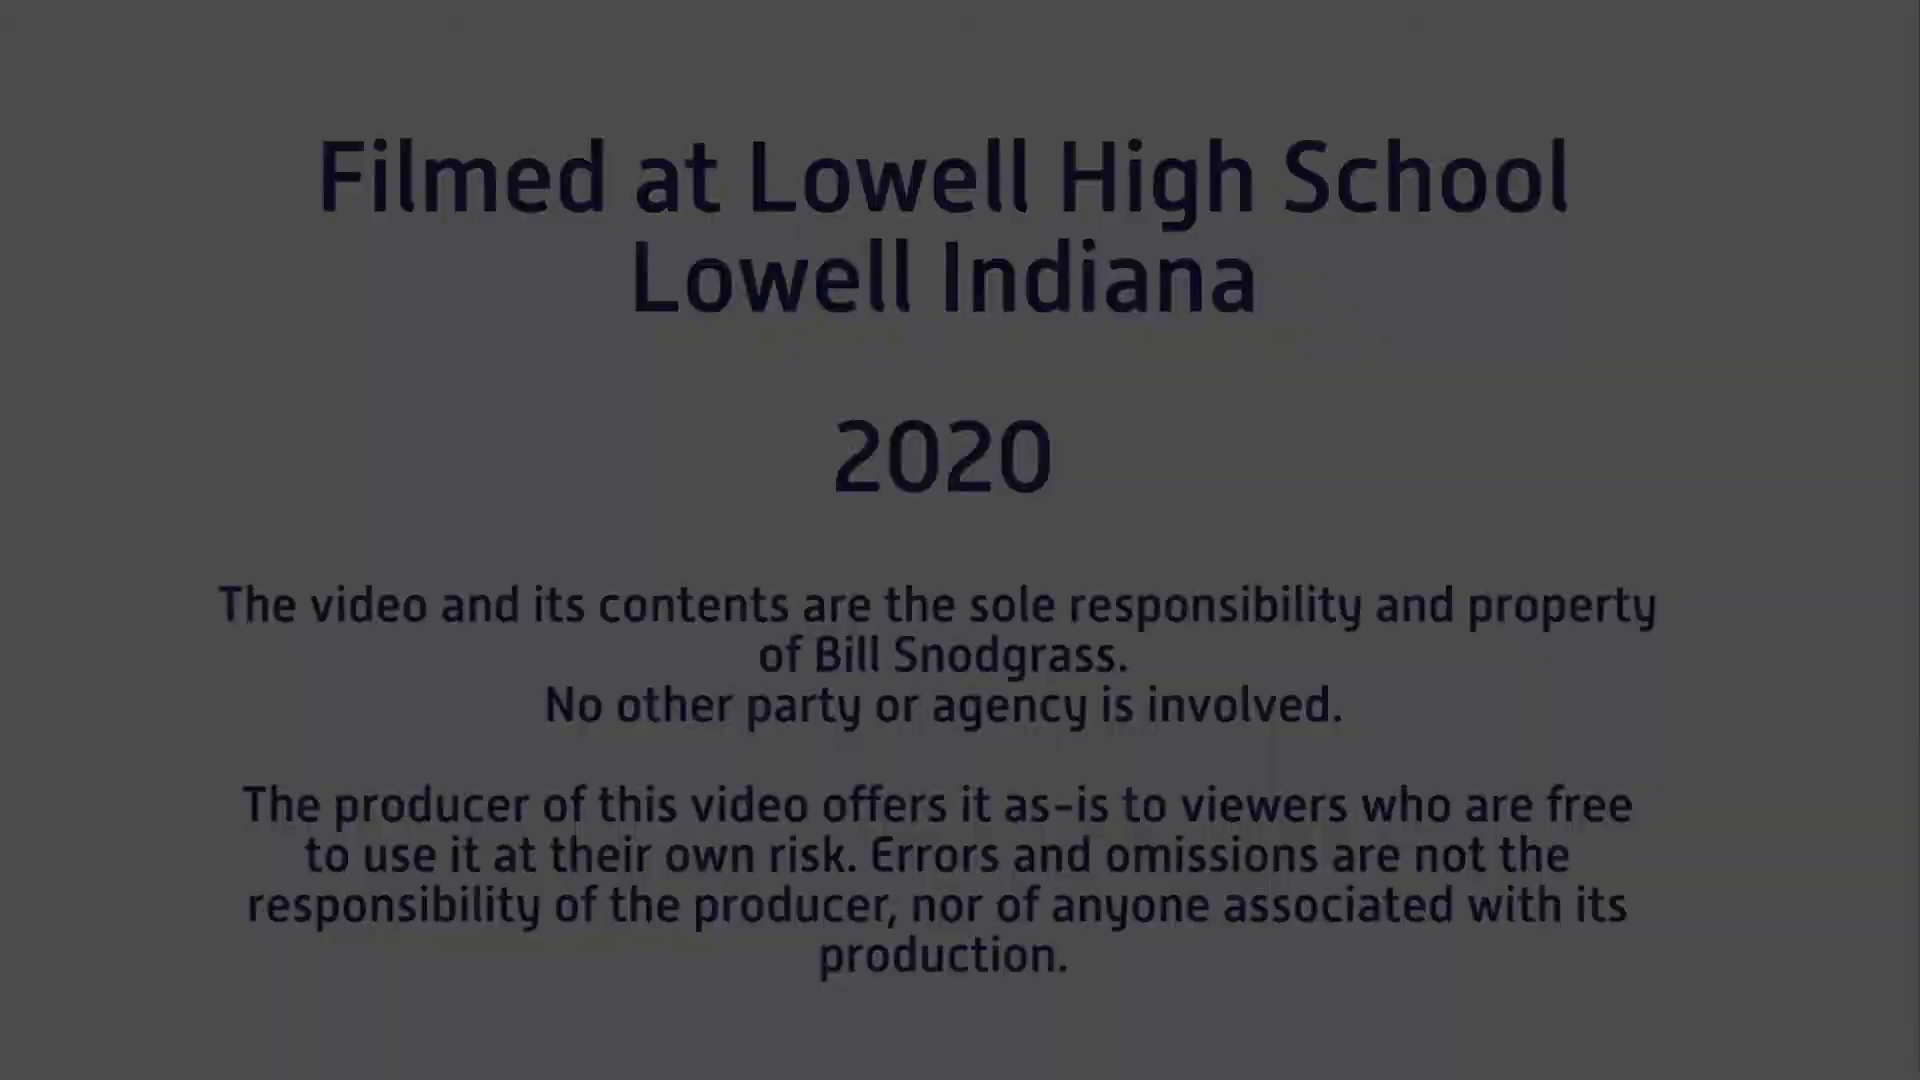 Filmed at Lowell High School
Lowell Indiana
2020
The video and its contents are the sole responsibility and property
of Bill Snodgrass.
No other party or agency is involved.
The producer of this video offers it as-is to viewers who are free
to use it at their own risk. Errors and omissions are not the
responsibility of the producer, nor of anyone associated with its
production.